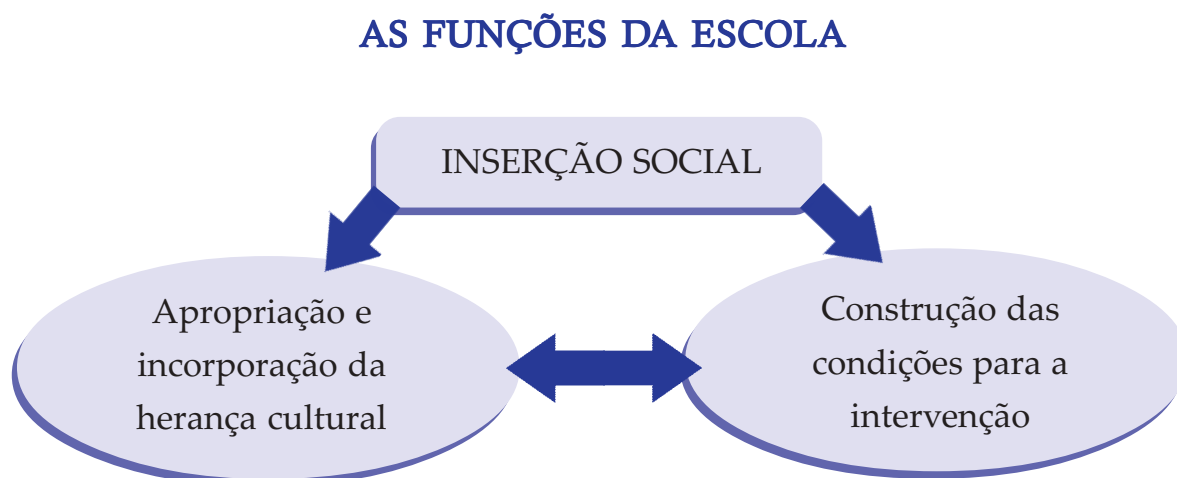 AS FUNÇÕES DA ESCOLA
INSERÇÃO SOCIAL
Apropriação e
incorporação da
herança cultural
Construção das
condições para a
intervenção